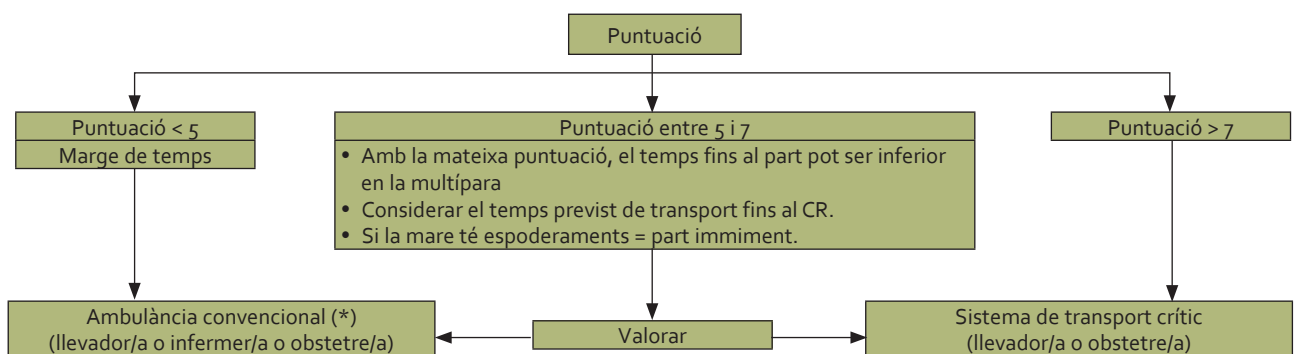 Puntuació
Puntuació < 5
Marge de temps
Puntuació entre 5 i 7
• Amb la mateixa puntuació, el temps fins al part pot ser inferior
en la multípara
• Considerar el temps previst de transport fins al CR.
• Si la mare té espoderaments = part immiment.
Puntuació > 7
Ambulància convencional (*)
(llevador/a o infermer/a o obstetre/a)
Valorar
Sistema de transport crític
(llevador/a o obstetre/a)